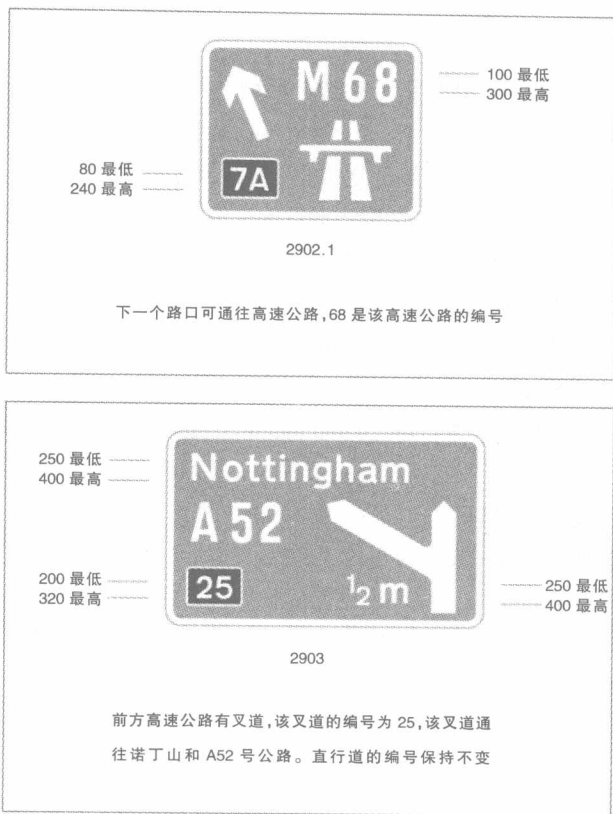 M 68
100 最低
300 最高
80 最低
240 最高
7A
2902.1
下一个路口可通往高速公路,68 是该高速公路的编号
250 最低
400 最高
Nottingham
A 52
200 最低
320 最高
25
½ m
250 最低
400 最高
2903
前方高速公路有叉道,该叉道的编号为 25,该叉道通
往诺丁山和 A52 号公路。直行道的编号保持不变